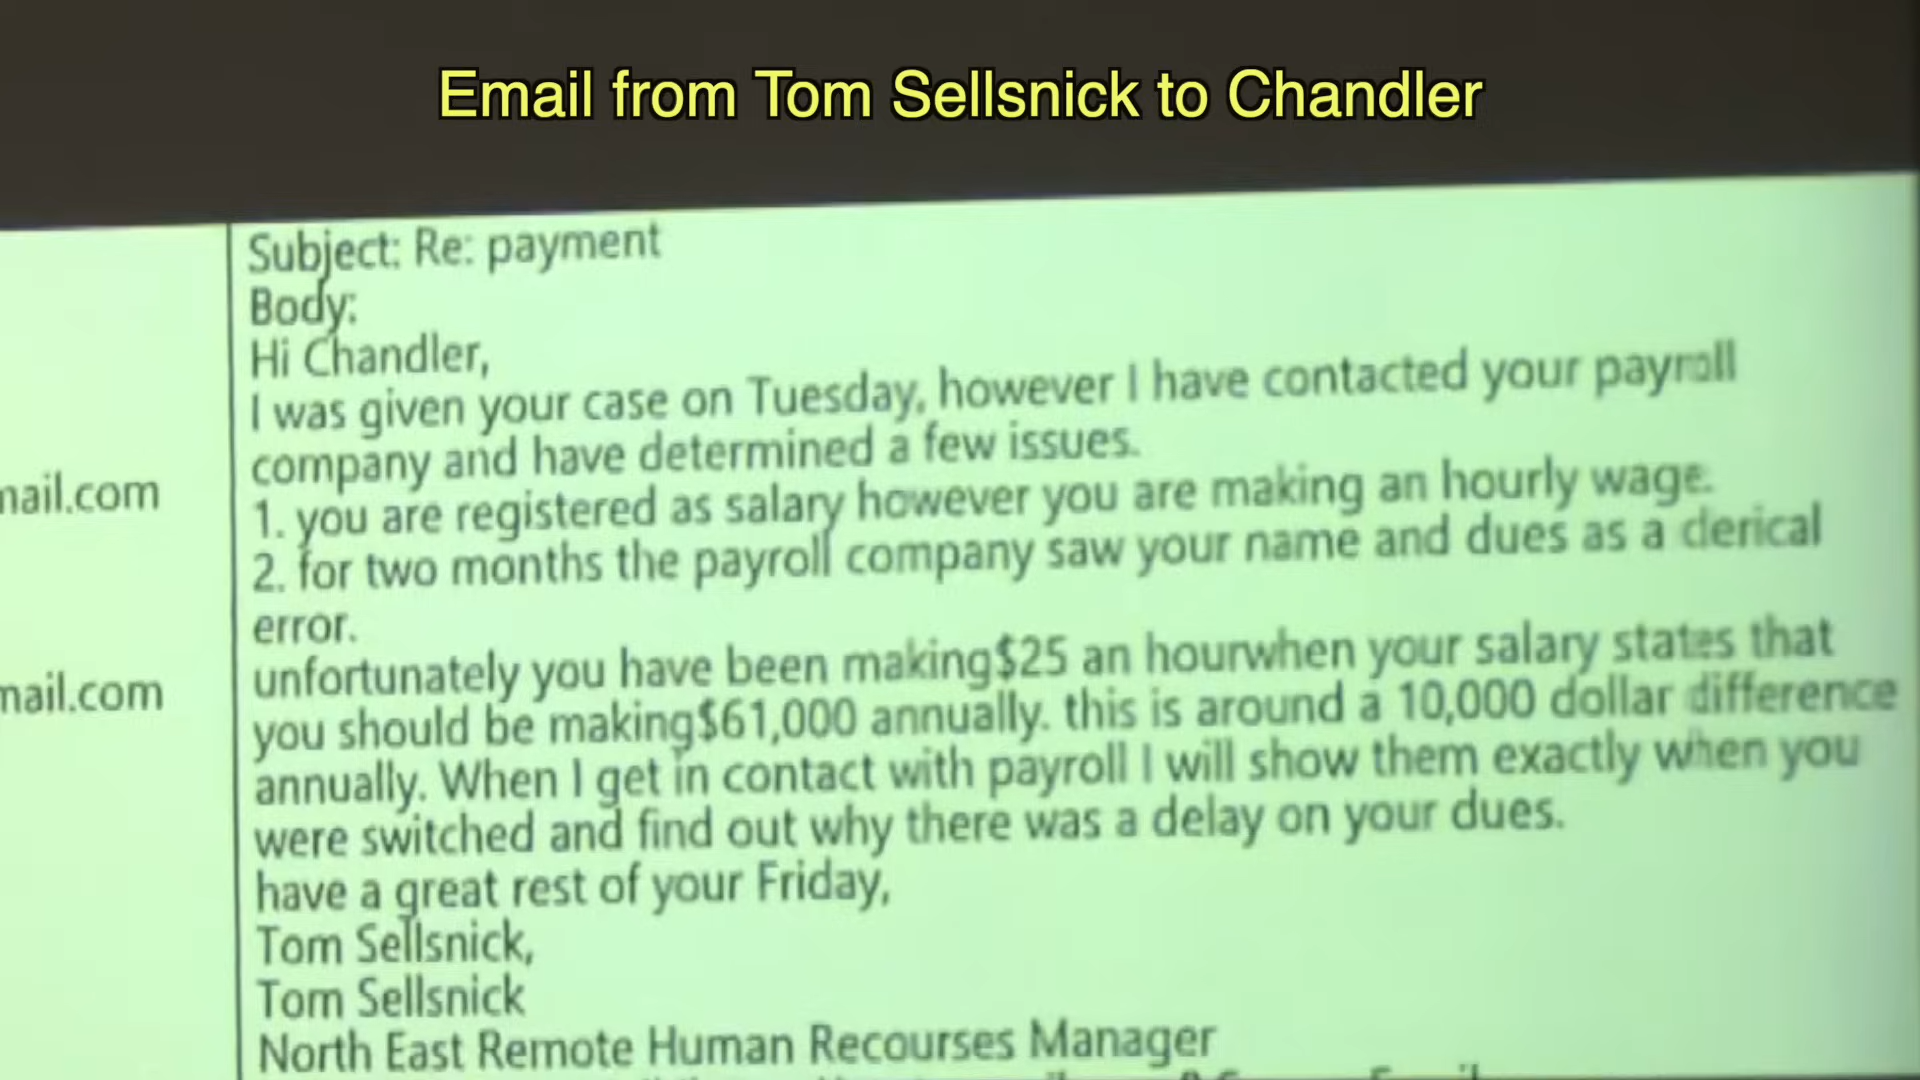 Email from Tom Sellsnick to Chandler
Subject: Re: payment
Body:
Hi Chandler,
I was given your case on Tuesday, however I have contacted your payroll
company and have determined a few issues.
1. you are registered as salary however you are making an hourly wage.
2. for two months the payroll company saw your name and dues as a clerical
error.
unfortunately you have been making$25 an hourwhen your salary states that
you should be making$61,000 annually. this is around a 10,000 dollar difference
annually. When I get in contact with payroll I will show them exactly when you
were switched and find out why there was a delay on your dues.
have a great rest of your Friday,
Tom Sellsnick,
Tom Sellsnick
North East Remote Human Recourses Manager
mail.com
mail.com